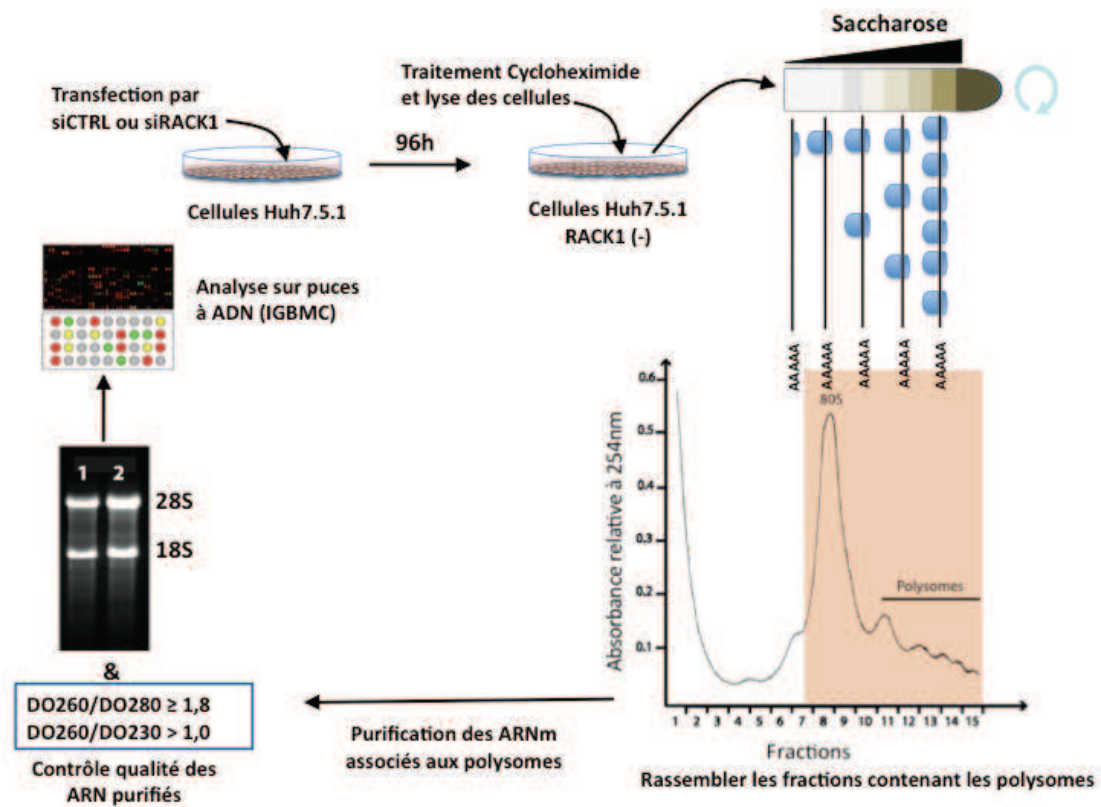 Saccharose
Transfection par
siCTRL ou siRACK1
Traitement Cycloheximide
et lyse des cellules
96h
Cellules Huh7.5.1
Cellules Huh7.5.1
RACK1 (-)
Analyse sur puces
à ADN (IGBMC)
AAAAA
AAAAA
AAAAA
AAAAA
AAAAA
1 2
28S
18S
&
DO260/DO280 ≥ 1,8
DO260/DO230 > 1,0
Contrôle qualité des
ARN purifiés
Purification des ARNm
associés aux polysomes
Absorbance relative à 254nm
0.6
0.5
0.4
0.3
0.2
0.1
80S
Polysomes
1 2 3 4 5 6 7 8 9 10 11 12 13 14 15
Fractions
Rassembler les fractions contenant les polysomes